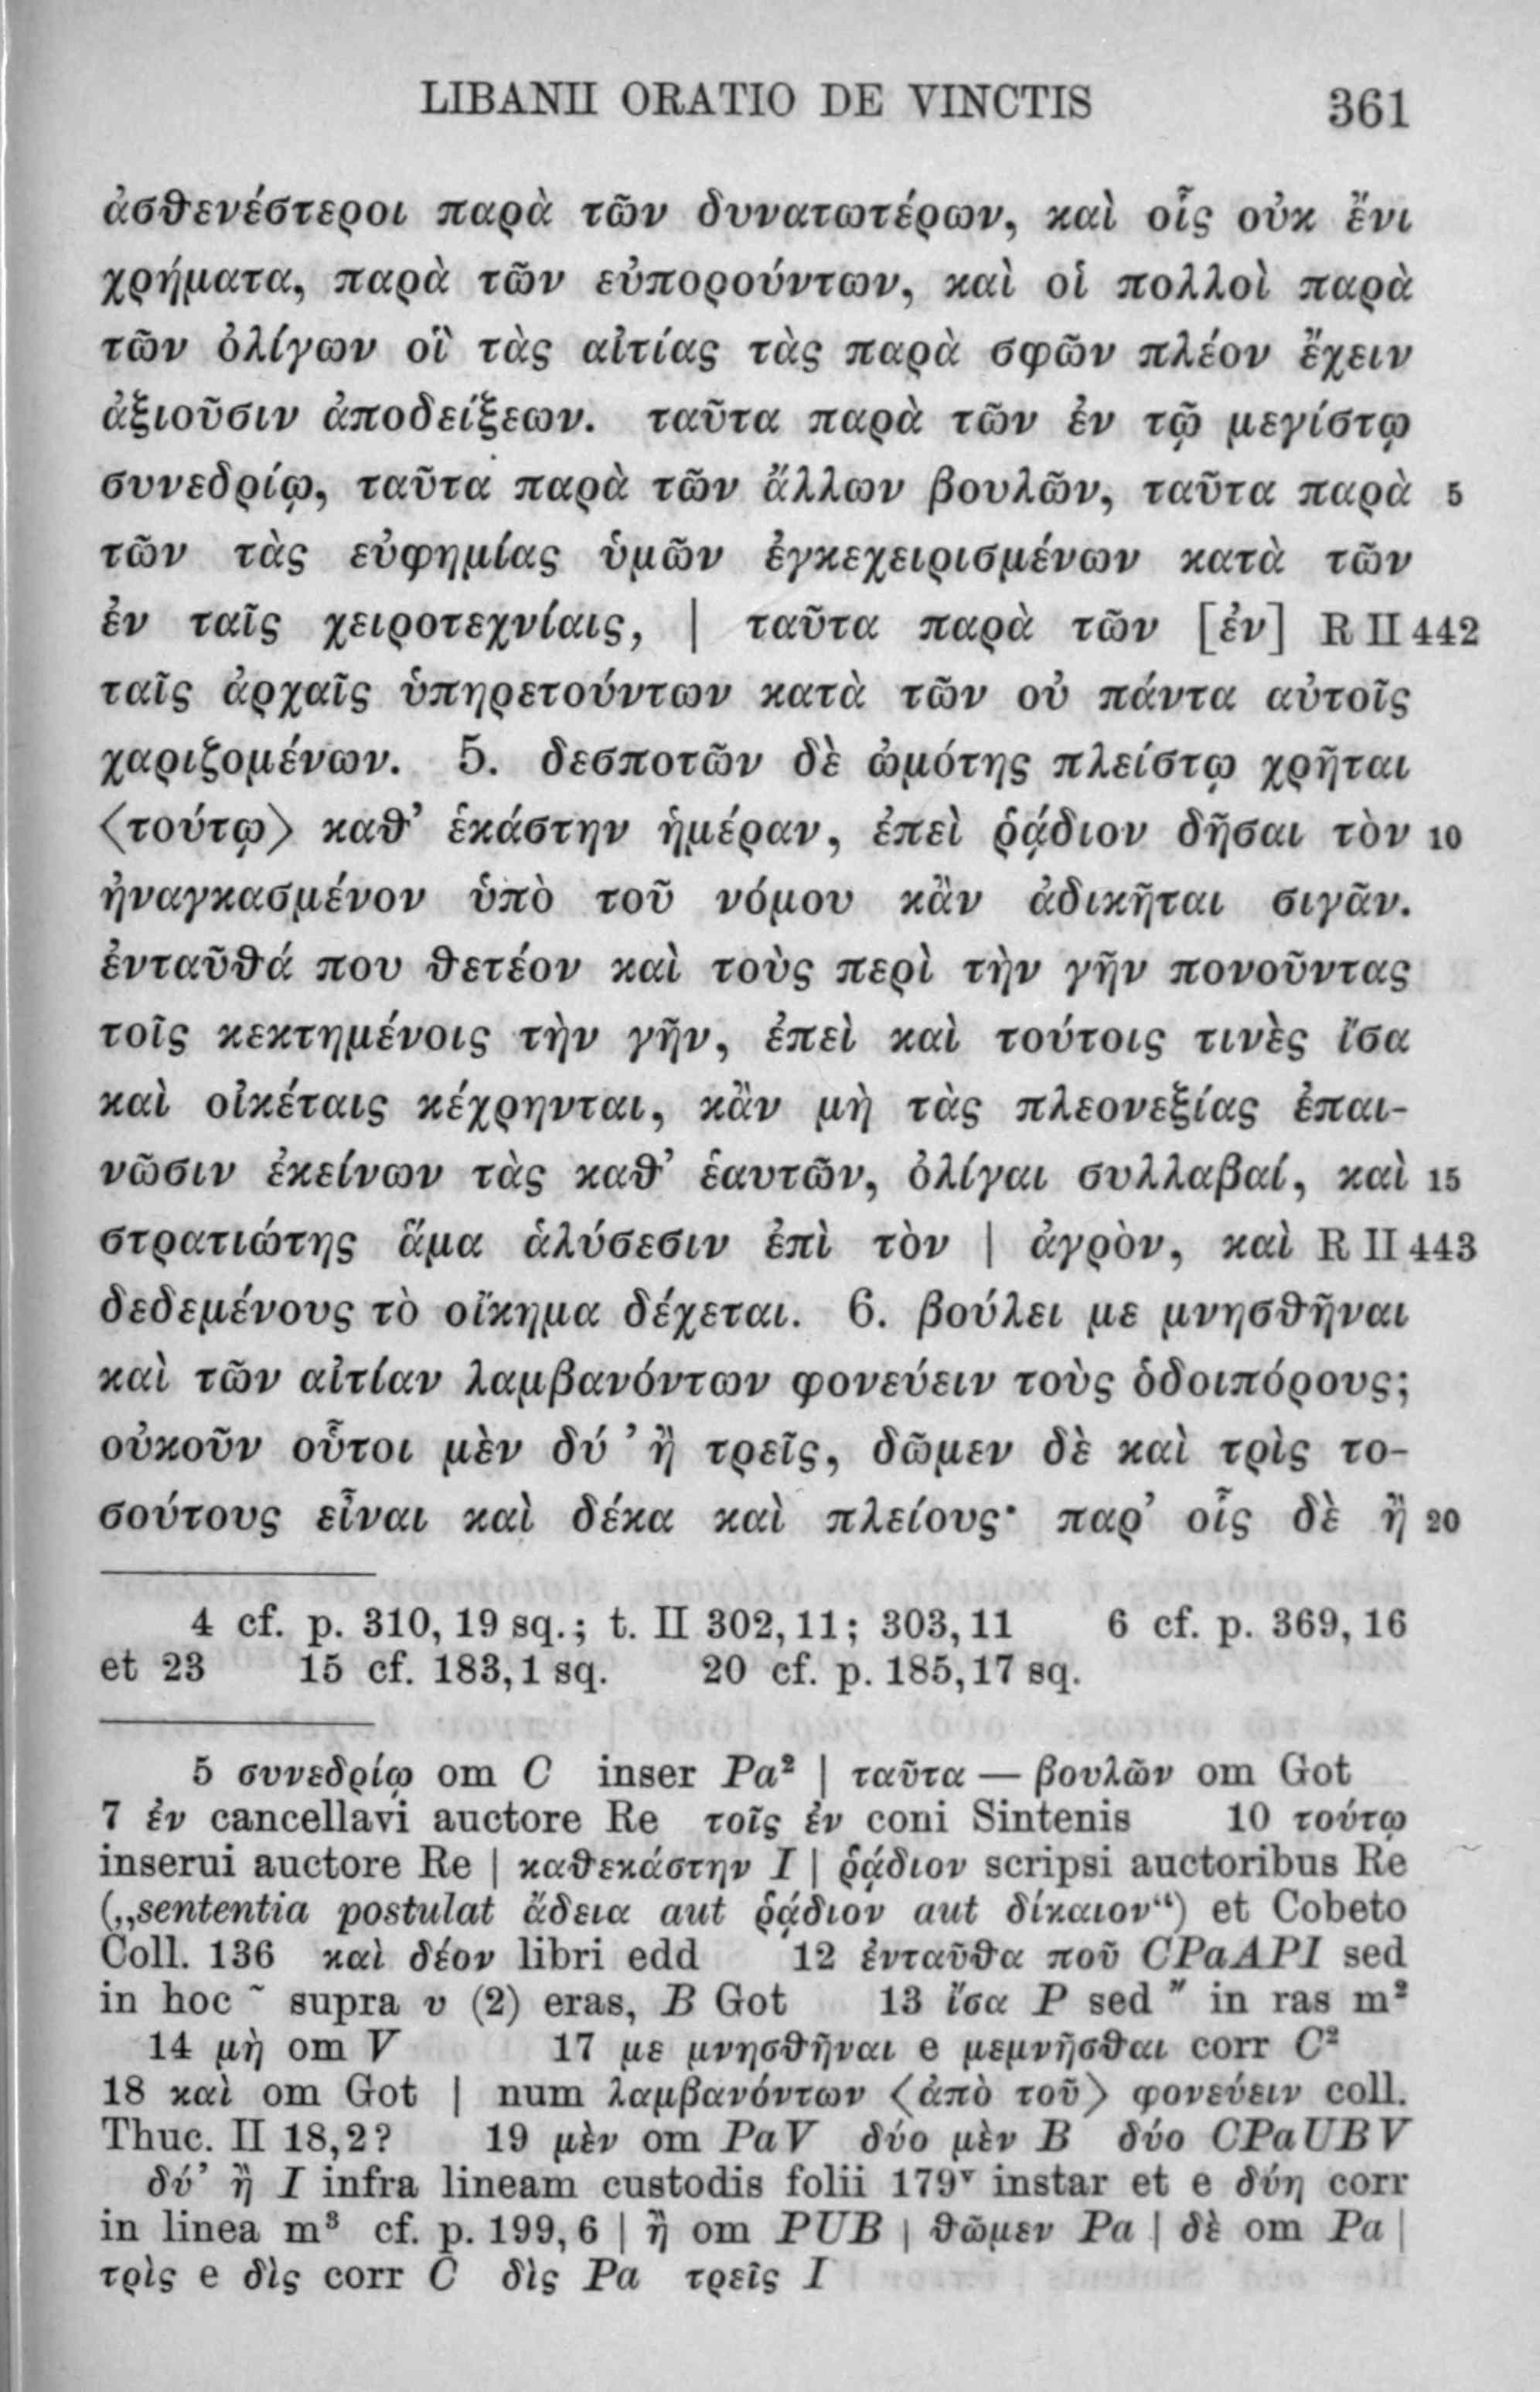 LIBANII ORATIO DE VINCTIS 361
ἀσθενέστεροι παρὰ τῶν δυνατωτέρων, καὶ οἷς οὐκ ἔνι
χρήματα, παρὰ τῶν εὐπορούντων, καὶ οἱ πολλοὶ παρὰ
τῶν ὀλίγων οἳ τὰς αἰτίας τὰς παρὰ σφῶν πλέον ἔχειν
ἀξιοῦσιν ἀποδείξεων. ταῦτα παρὰ τῶν ἐν τῷ μεγίστῳ
συνεδρίῳ, ταῦτα παρὰ τῶν ἄλλων βουλῶν, ταῦτα παρὰ 5
τῶν τὰς εὐφημίας ὑμῶν ἐγκεχειρισμένων κατὰ τῶν
ἐν ταῖς χειροτεχνίαις, | ταῦτα παρὰ τῶν [ἐν] R II 442
ταῖς ἀρχαῖς ὑπηρετούντων κατὰ τῶν οὐ πάντα αὐτοῖς
χαριζομένων. 5. δεσποτῶν δὲ ὠμότης πλείστῳ χρῆται
⟨τούτῳ⟩ καθ’ ἑκάστην ἡμέραν, ἐπεὶ ῥᾴδιον δῆσαι τὸν 10
ἠναγκασμένον ὑπὸ τοῦ νόμου κἂν ἀδικῆται σιγᾶν.
ἐνταῦθά που θετέον καὶ τοὺς περὶ τὴν γῆν πονοῦντας
τοῖς κεκτημένοις τὴν γῆν, ἐπεὶ καὶ τούτοις τινὲς ἴσα
καὶ οἰκέταις κέχρηνται, κἂν μὴ τὰς πλεονεξίας ἐπαι-
νῶσιν ἐκείνων τὰς καθ’ ἑαυτῶν, ὀλίγαι συλλαβαί, καὶ 15
στρατιώτης ἅμα ἁλύσεσιν ἐπὶ τὸν | ἀγρὸν, καὶ R II 443
δεδεμένους τὸ οἴκημα δέχεται. 6. βούλει με μνησθῆναι
καὶ τῶν αἰτίαν λαμβανόντων φονεύειν τοὺς ὁδοιπόρους;
οὐκοῦν οὗτοι μὲν δύ’ ἢ τρεῖς, δῶμεν δὲ καὶ τρὶς το-
σούτους εἶναι καὶ δέκα καὶ πλείους· παρ’ οἷς δὲ ἢ 20
4 cf. p. 310, 19 sq.; t. II 302, 11; 303, 11 6 cf. p. 369, 16
et 23 15 cf. 183, 1 sq. 20 cf. p. 185, 17 sq.
5 συνεδρίῳ om C inser Pa² | ταῦτα — βουλῶν om Got
7 ἐν cancellavi auctore Re τοῖς ἐν coni Sintenis 10 τούτῳ
inserui auctore Re | καθεκάστην I | ῥᾴδιον scripsi auctoribus Re
(„sententia postulat ἄδεια aut ῥᾴδιον aut δίκαιον“) et Cobeto
Coll. 136 καὶ δέον libri edd 12 ἐνταῦθα ποῦ CPaAPI sed
in hoc ˜ supra υ (2) eras, B Got 13 ἴσα P sed ″ in ras m²
14 μὴ om V 17 με μνησθῆναι e μεμνῆσθαι corr C²
18 καὶ om Got | num λαμβανόντων ⟨ἀπὸ τοῦ⟩ φονεύειν coll.
Thuc. II 18,2? 19 μὲν om PaV δύο μὲν B δύο CPaUBV
δύ’ ἢ I infra lineam custodis folii 179ᵛ instar et e δύη corr
in linea m³ cf. p. 199, 6 | ἢ om PUB | θῶμεν Pa | δὲ om Pa |
τρὶς e δὶς corr C δὶς Pa τρεῖς I